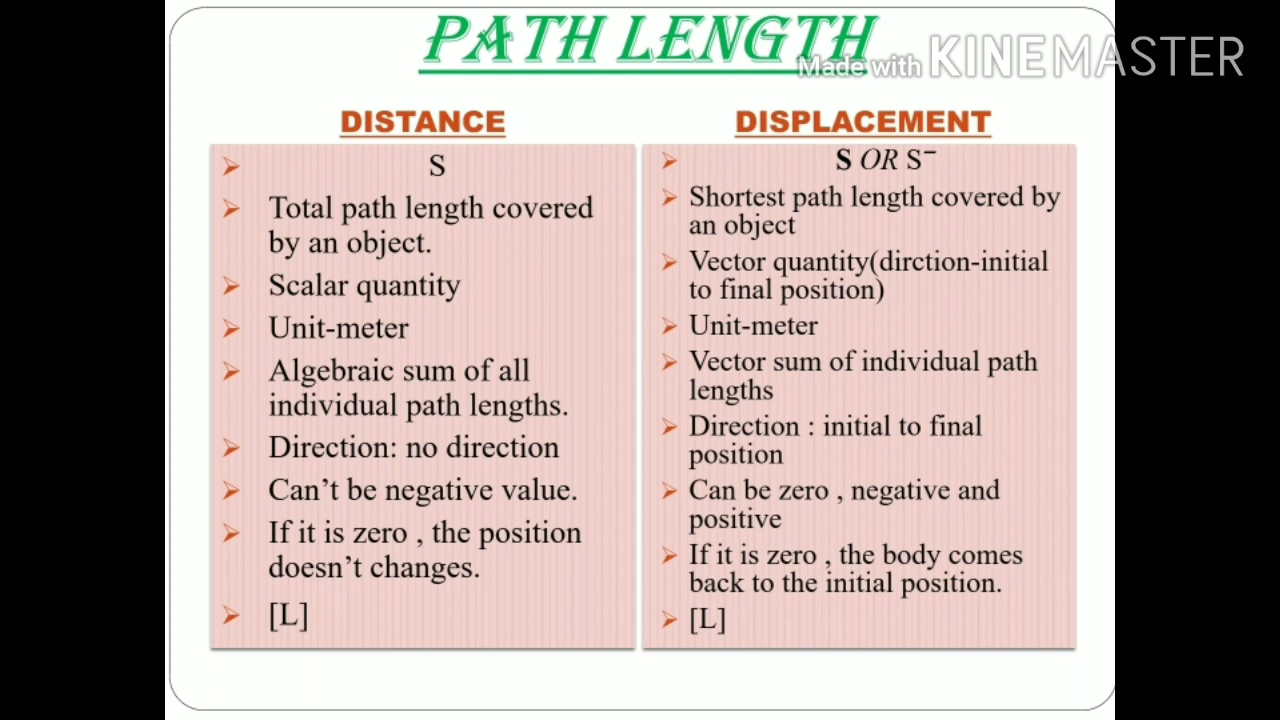 PATH LENGTH
Made with KINEMASTER
DISTANCE
S
Total path length covered
by an object.
Scalar quantity
Unit-meter
Algebraic sum of all
individual path lengths.
Direction: no direction
Can’t be negative value.
If it is zero , the position
doesn’t changes.
[L]
DISPLACEMENT
S OR S⁻
Shortest path length covered by
an object
Vector quantity(dirction-initial
to final position)
Unit-meter
Vector sum of individual path
lengths
Direction : initial to final
position
Can be zero , negative and
positive
If it is zero , the body comes
back to the initial position.
[L]